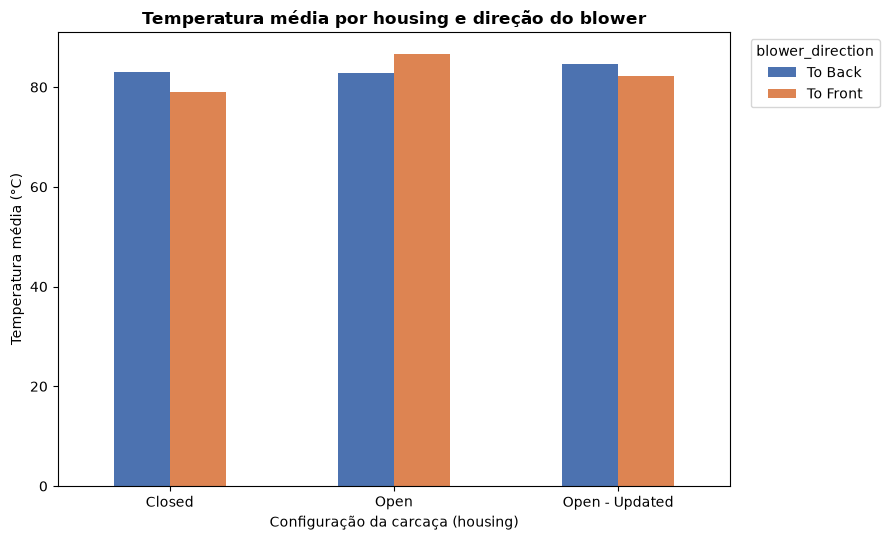 Temperatura média por housing e direção do blower
blower_direction
To Back
To Front
Temperatura média (°C)
80
60
40
20
0
Closed
Open
Open - Updated
Configuração da carcaça (housing)